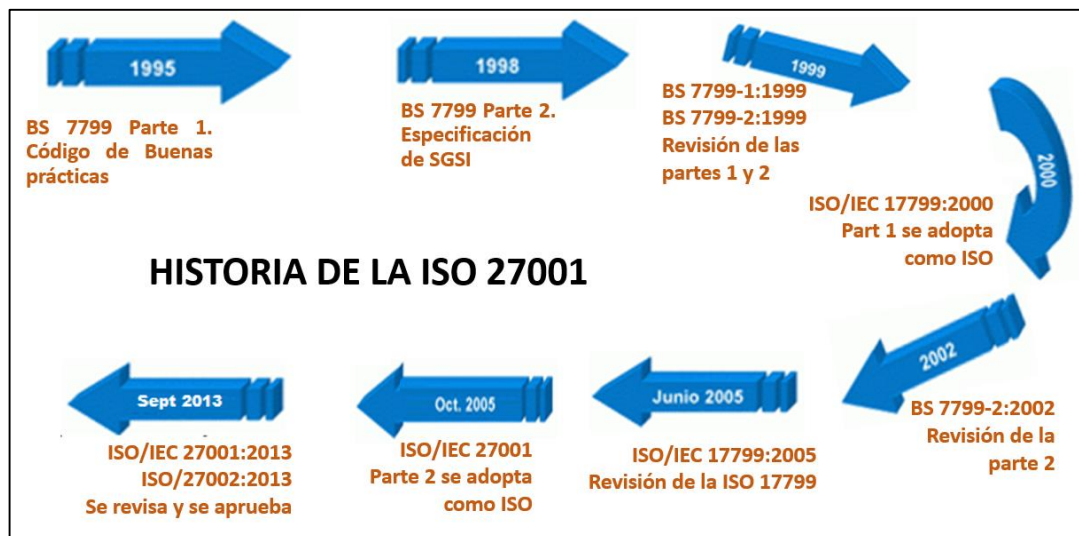 1995
BS 7799 Parte 1.
Código de Buenas
prácticas
1998
BS 7799 Parte 2.
Especificación
de SGSI
1999
BS 7799-1:1999
BS 7799-2:1999
Revisión de las
partes 1 y 2
2000
ISO/IEC 17799:2000
Part 1 se adopta
como ISO
HISTORIA DE LA ISO 27001
2002
BS 7799-2:2002
Revisión de la
parte 2
Junio 2005
ISO/IEC 17799:2005
Revisión de la ISO 17799
Oct. 2005
ISO/IEC 27001
Parte 2 se adopta
como ISO
Sept 2013
ISO/IEC 27001:2013
ISO/27002:2013
Se revisa y se aprueba